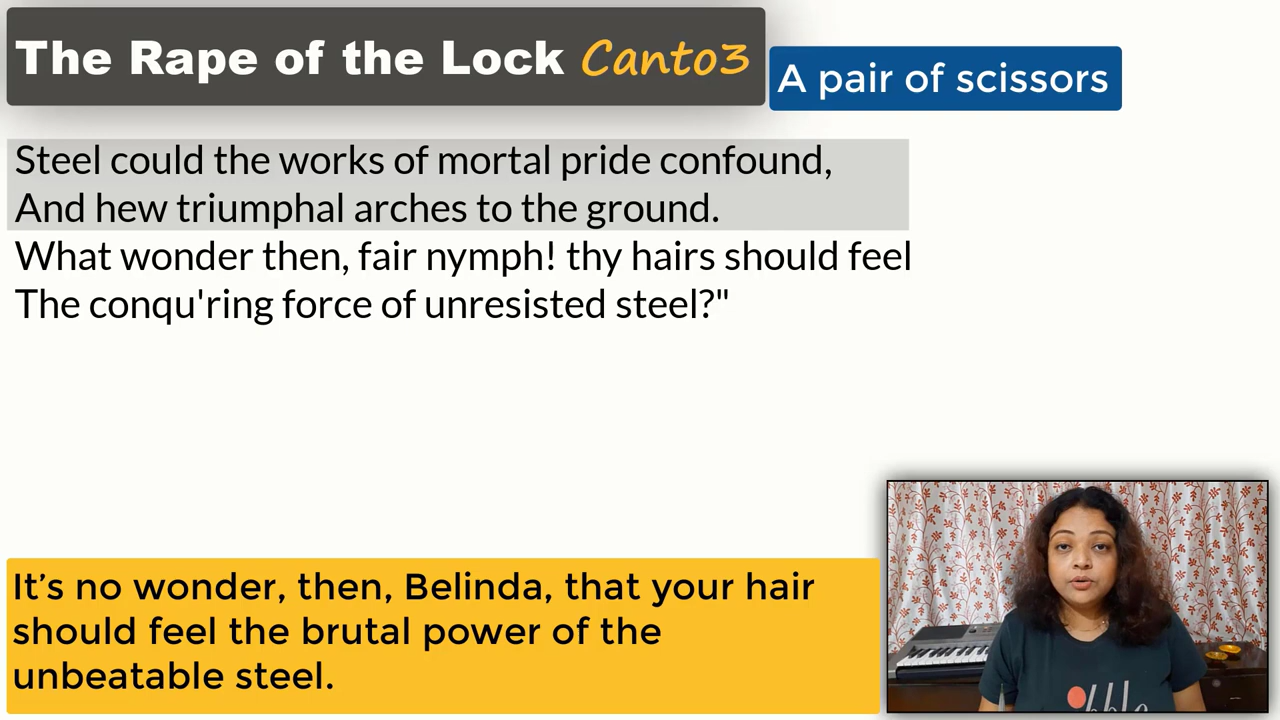 The Rape of the Lock Canto3
A pair of scissors
Steel could the works of mortal pride confound,
And hew triumphal arches to the ground.
What wonder then, fair nymph! thy hairs should feel
The conqu'ring force of unresisted steel?"
It's no wonder, then, Belinda, that your hair
should feel the brutal power of the
unbeatable steel.